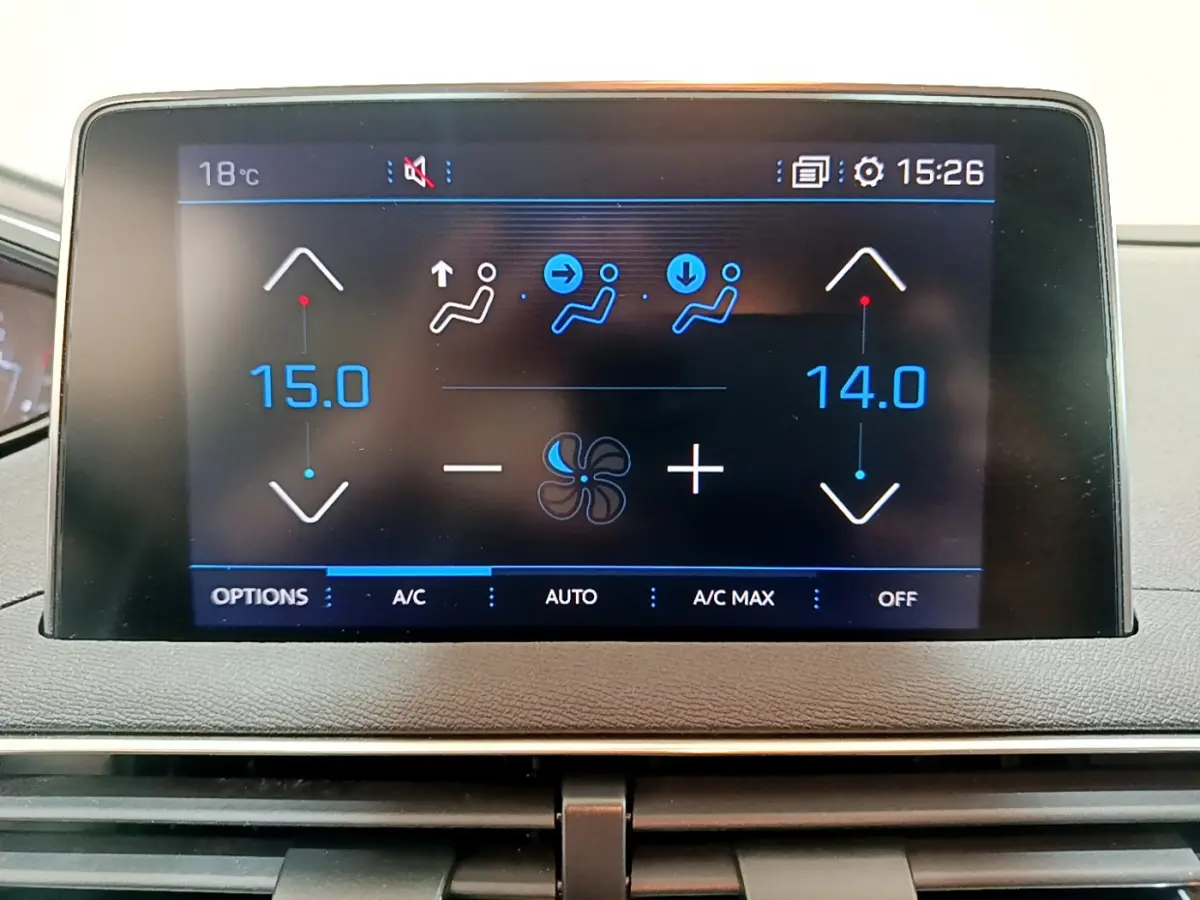 18°C 15:26
15.0 14.0
OPTIONS A/C AUTO A/C MAX OFF